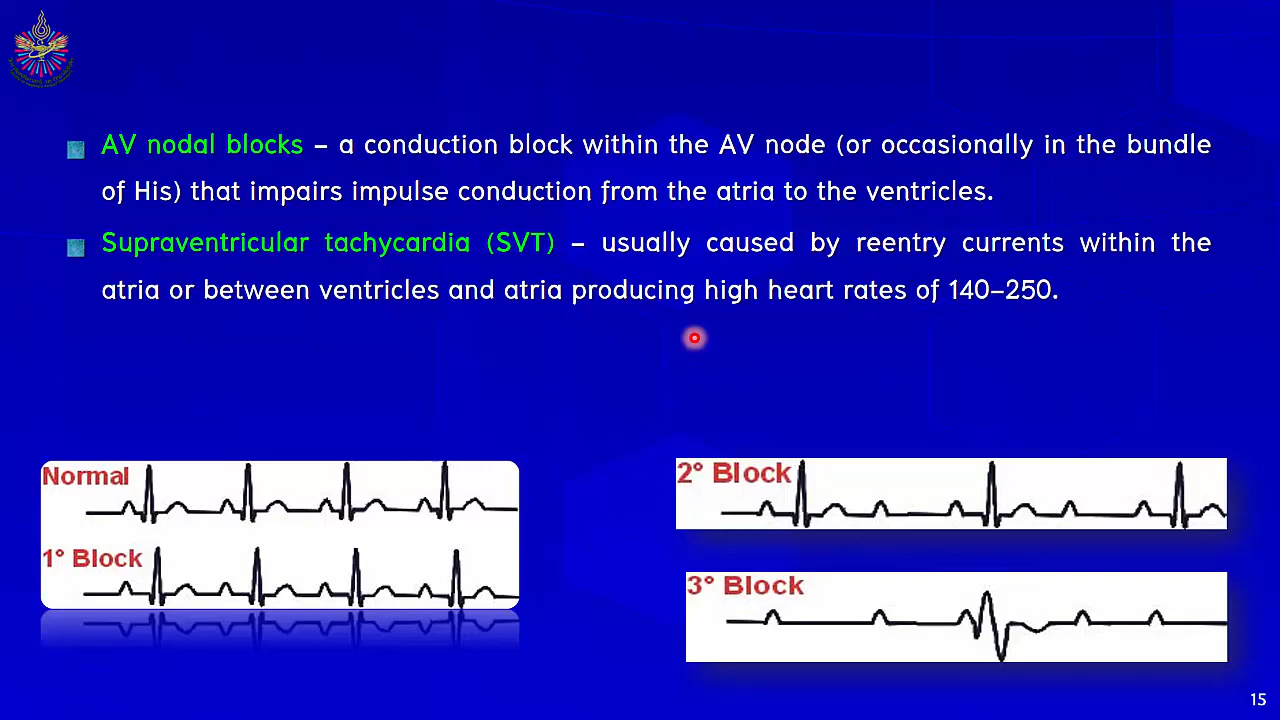 AV nodal blocks – a conduction block within the AV node (or occasionally in the bundle
of His) that impairs impulse conduction from the atria to the ventricles.
Supraventricular tachycardia (SVT) – usually caused by reentry currents within the
atria or between ventricles and atria producing high heart rates of 140–250.
Normal
1° Block
2° Block
3° Block
15